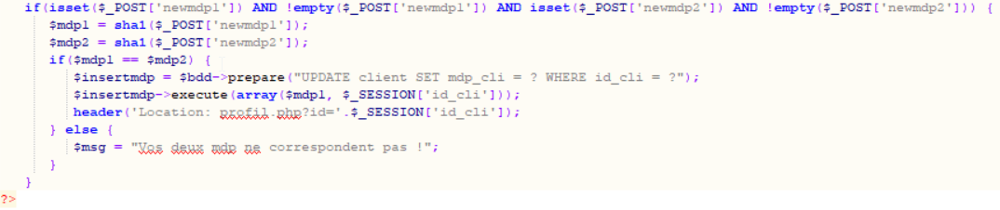 if(isset($_POST['newmdp1']) AND !empty($_POST['newmdp1']) AND isset($_POST['newmdp2']) AND !empty($_POST['newmdp2'])) {
$mdp1 = sha1($_POST['newmdp1']);
$mdp2 = sha1($_POST['newmdp2']);
if($mdp1 == $mdp2) {
$insertmdp = $bdd->prepare("UPDATE client SET mdp_cli = ? WHERE id_cli = ?");
$insertmdp->execute(array($mdp1, $_SESSION['id_cli']));
header('Location: profil.php?id='.$_SESSION['id_cli']);
} else {
$msg = "Vos deux mdp ne correspondent pas !";
}
}
?>